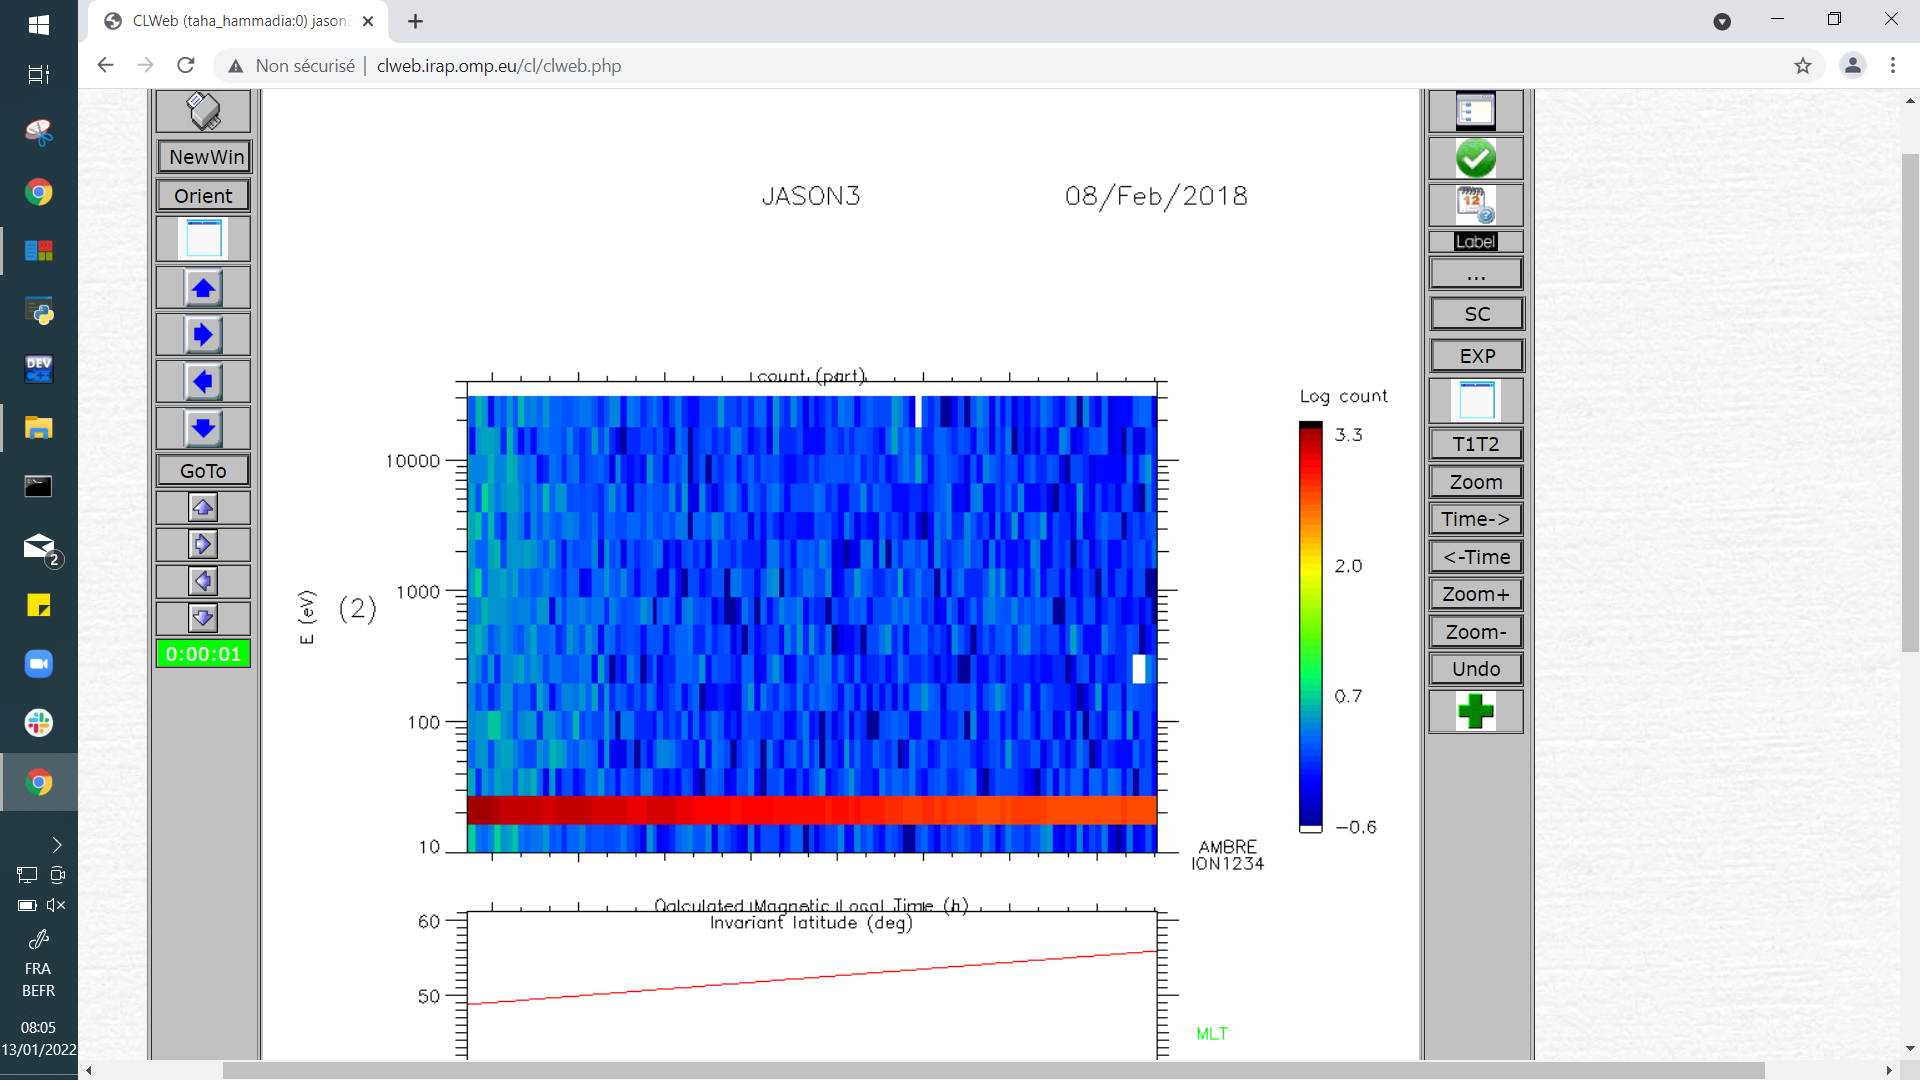 CLWeb (taha_hammadia:0) jason3
Non sécurisé
clweb.irap.omp.eu/cl/clweb.php
NewWin
Orient
GoTo
0:00:01
JASON3
08/Feb/2018
count (part)
E (eV)
(2)
10000
1000
100
10
Log count
3.3
2.0
0.7
−0.6
AMBRE
ION1234
Calculated Magnetic Local Time (h)
Invariant latitude (deg)
60
50
MLT
12
Label
...
SC
EXP
T1T2
Zoom
Time->
<-Time
Zoom+
Zoom-
Undo
DEV
C++
2
FRA
BEFR
08:05
13/01/2022